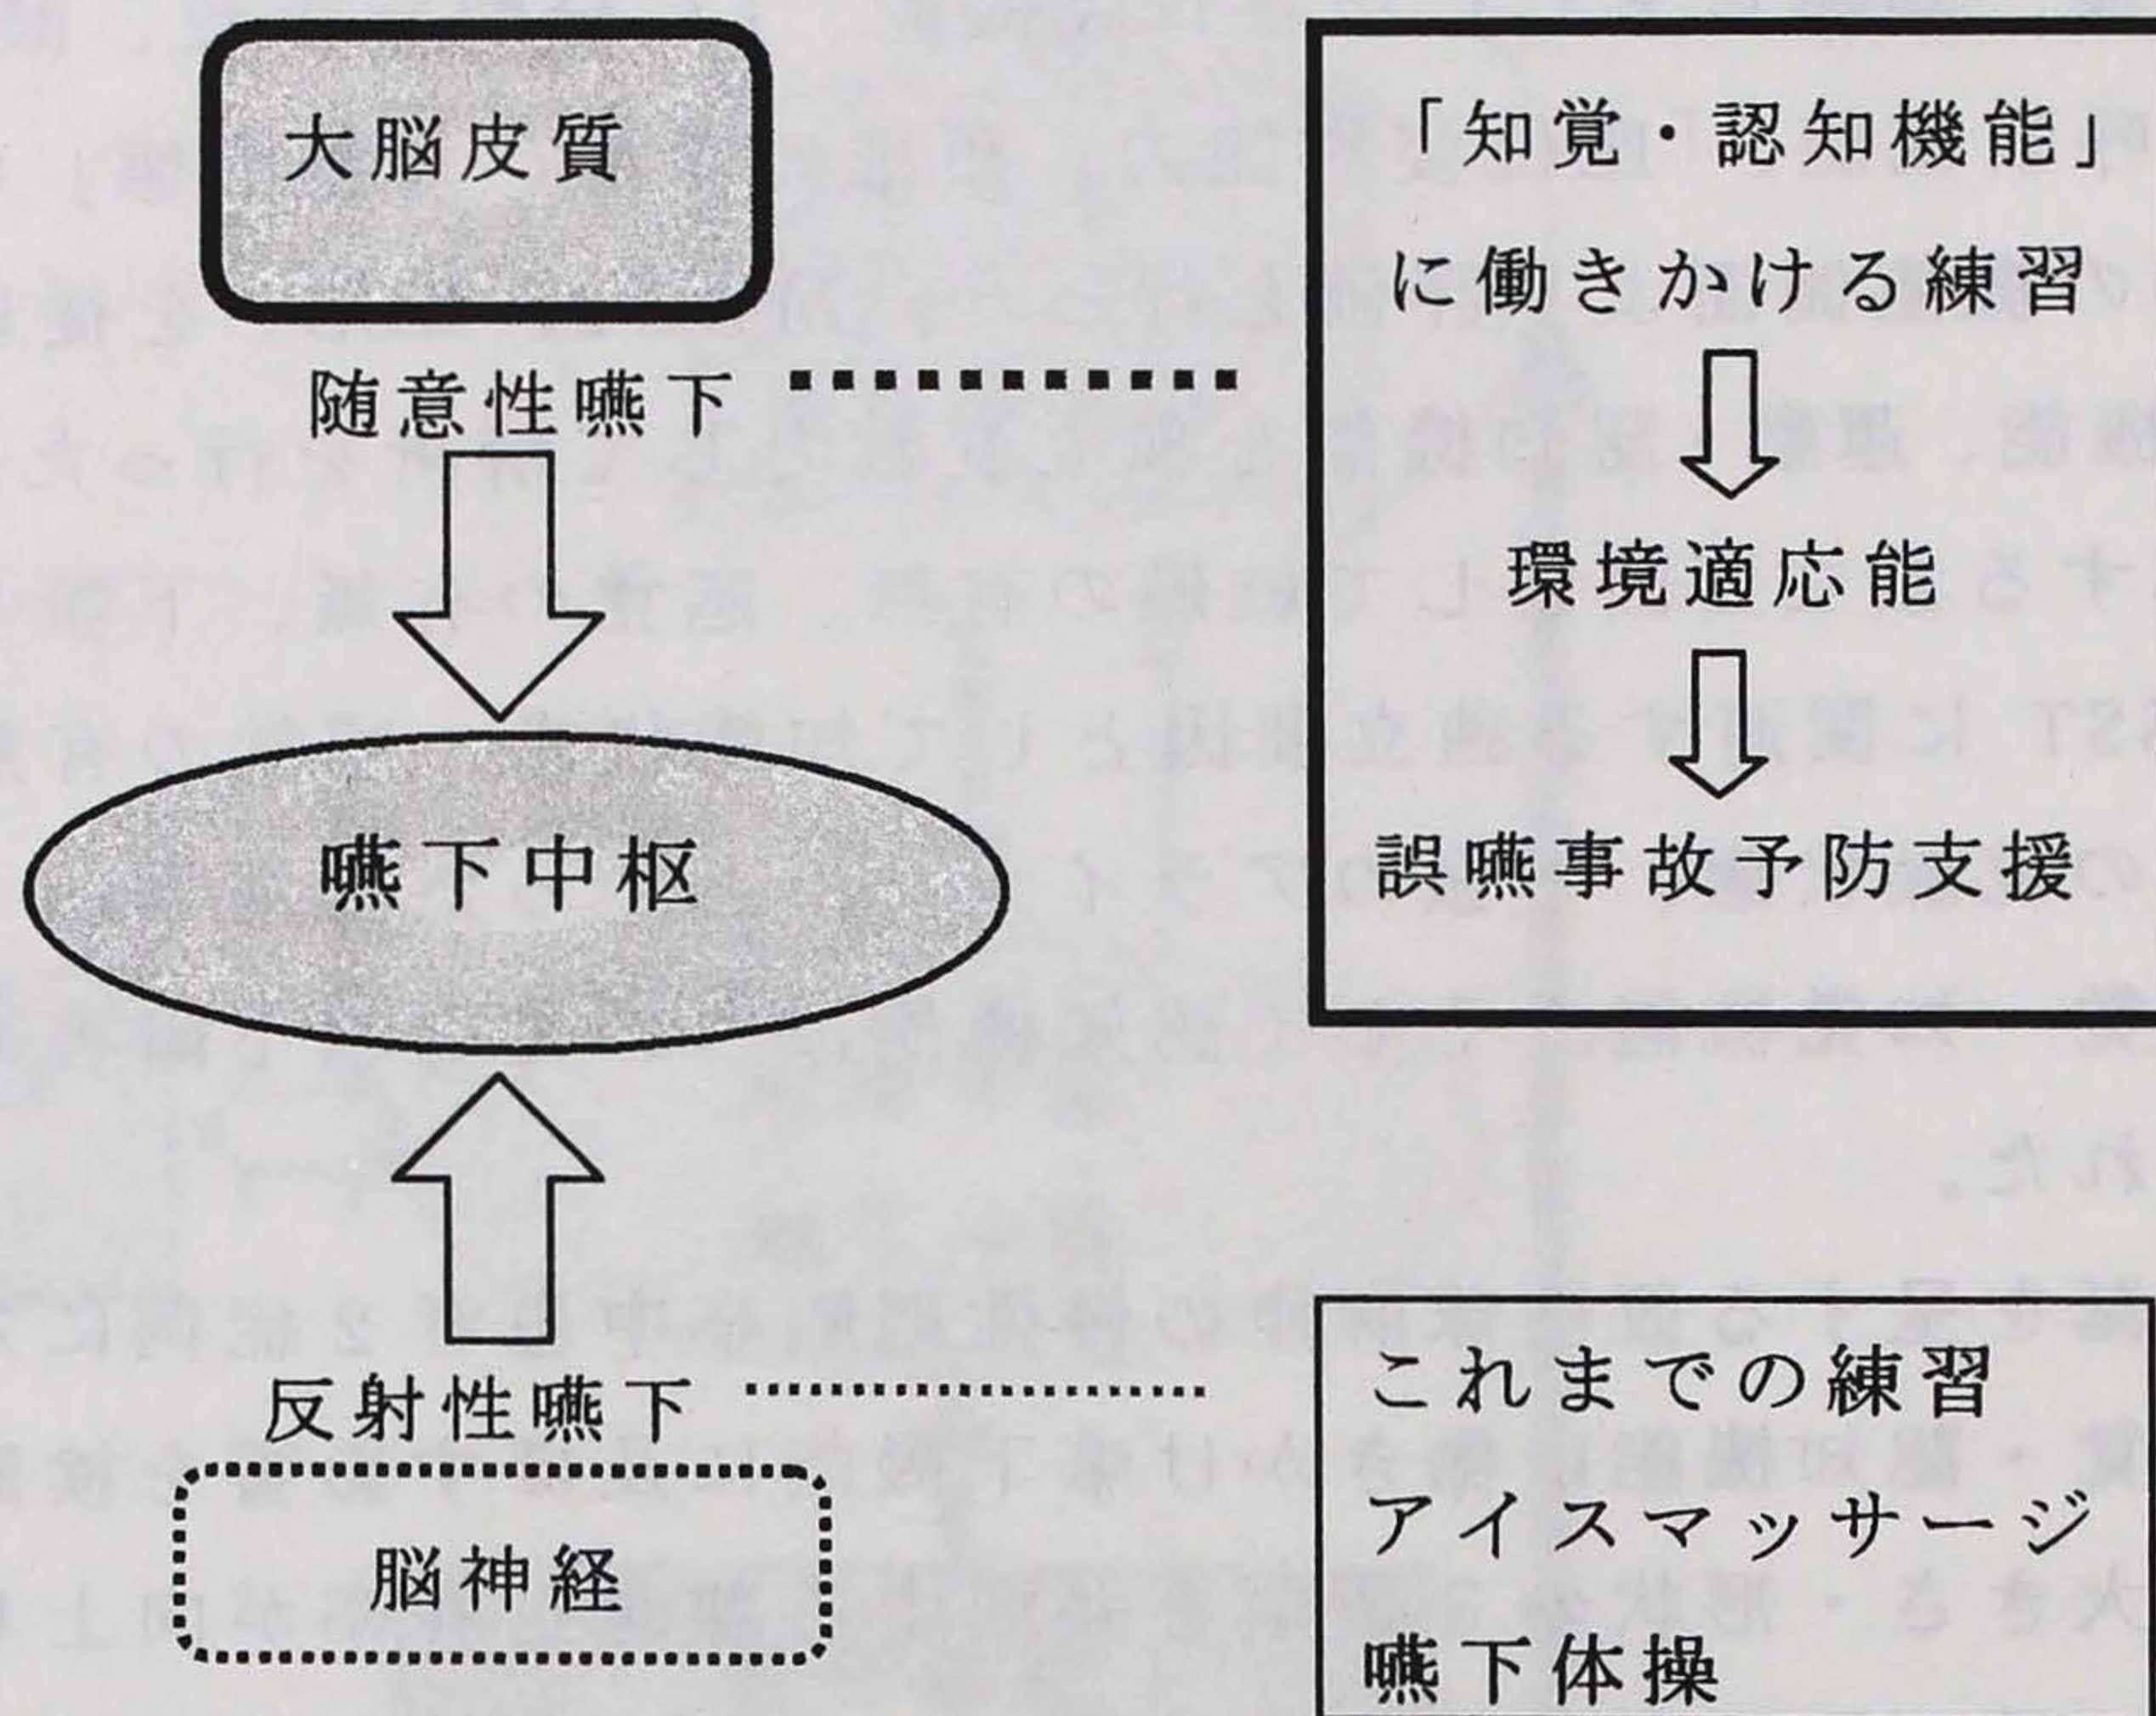 大脳皮質
随意性嚥下
嚥下中枢
反射性嚥下
脳神経
「知覚・認知機能」
に働きかける練習
環境適応能
誤嚥事故予防支援
これまでの練習
アイスマッサージ
嚥下体操